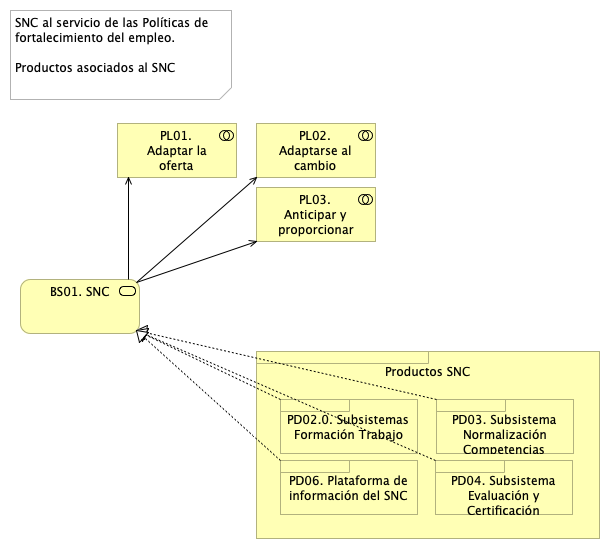 SNC al servicio de las Políticas de
fortalecimiento del empleo.
Productos asociados al SNC
PL01.
Adaptar la
oferta
PL02.
Adaptarse al
cambio
PL03.
Anticipar y
proporcionar
BS01. SNC
Productos SNC
PD02.0. Subsistemas
Formación Trabajo
PD03. Subsistema
Normalización
Competencias
PD06. Plataforma de
información del SNC
PD04. Subsistema
Evaluación y
Certificación